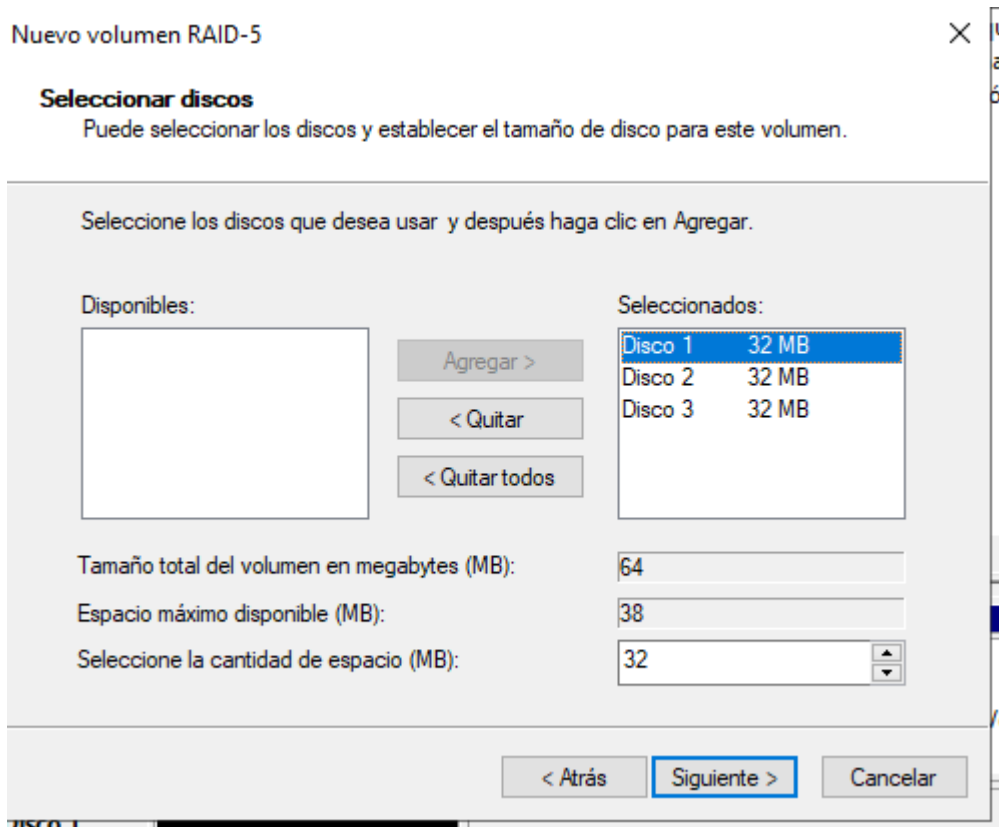 Nuevo volumen RAID-5
Seleccionar discos
Puede seleccionar los discos y establecer el tamaño de disco para este volumen.
Seleccione los discos que desea usar  y después haga clic en Agregar.
Disponibles:
Seleccionados:
Agregar >
< Quitar
< Quitar todos
Disco 1 32 MB
Disco 2 32 MB
Disco 3 32 MB
Tamaño total del volumen en megabytes (MB): 64
Espacio máximo disponible (MB): 38
Seleccione la cantidad de espacio (MB): 32
< Atrás Siguiente > Cancelar
Disco 1